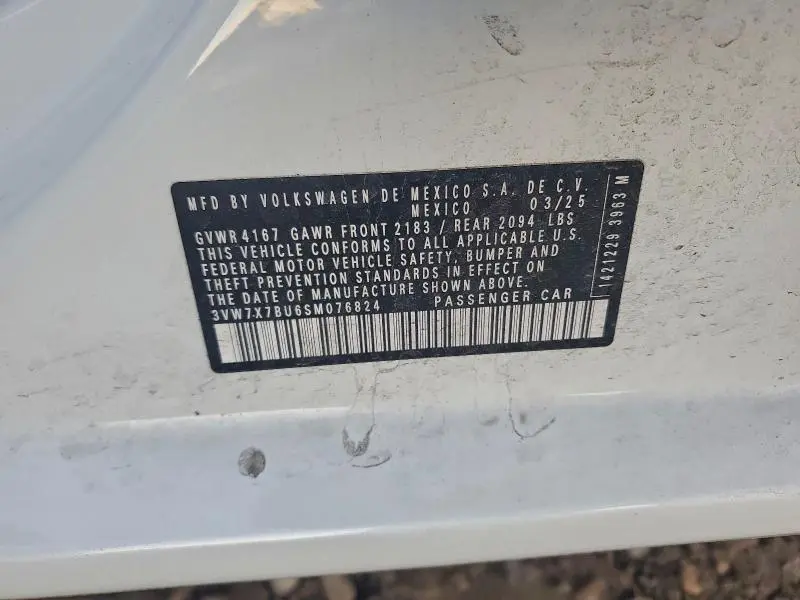 MFD BY VOLKSWAGEN DE MEXICO S.A. DE C.V.
MEXICO 03/25
GVWR 4167 GAWR FRONT 2183 / REAR 2094 LBS
THIS VEHICLE CONFORMS TO ALL APPLICABLE U.S.
FEDERAL MOTOR VEHICLE SAFETY, BUMPER AND
THEFT PREVENTION STANDARDS IN EFFECT ON
THE DATE OF MANUFACTURE SHOWN ABOVE.
3VW7X7BU6SM076824 PASSENGER CAR
1421229 3963 M